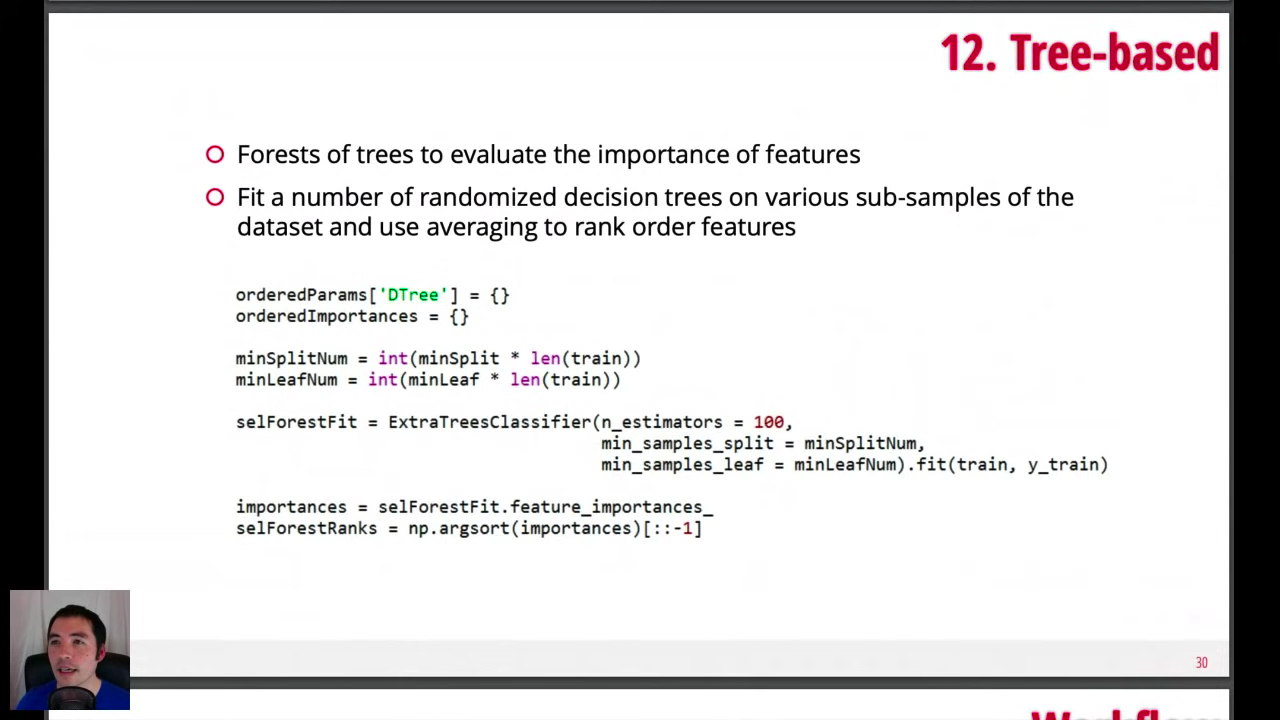 12. Tree-based
Forests of trees to evaluate the importance of features
Fit a number of randomized decision trees on various sub-samples of the
dataset and use averaging to rank order features
orderedParams['DTree'] = {}
orderedImportances = {}
minSplitNum = int(minSplit * len(train))
minLeafNum = int(minLeaf * len(train))
selForestFit = ExtraTreesClassifier(n_estimators = 100,
min_samples_split = minSplitNum,
min_samples_leaf = minLeafNum).fit(train, y_train)
importances = selForestFit.feature_importances_
selForestRanks = np.argsort(importances)[::-1]
30
Workflow